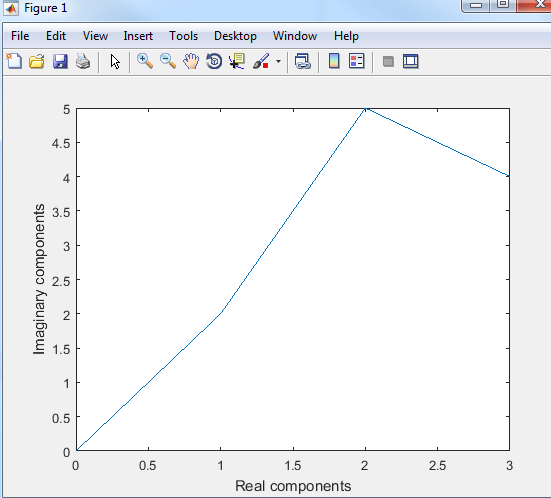 Figure 1
File Edit View Insert Tools Desktop Window Help
5
4.5
4
3.5
3
2.5
2
1.5
1
0.5
0
Imaginary components
0 0.5 1 1.5 2 2.5 3
Real components